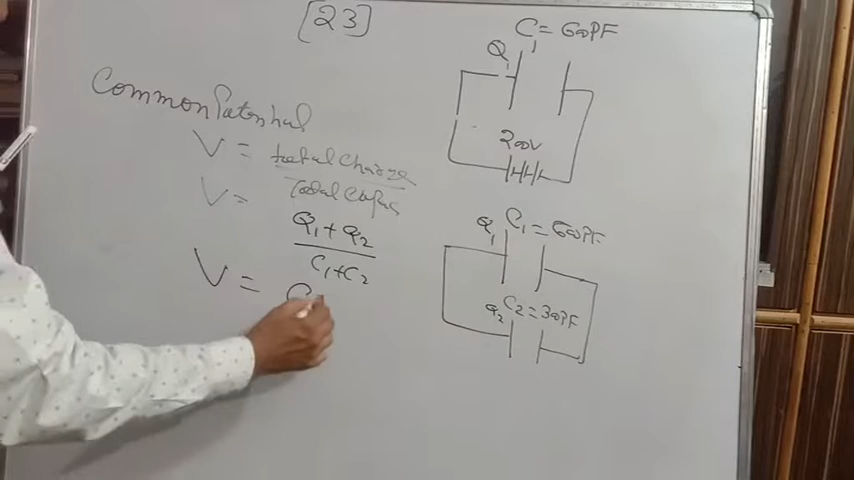 [23]
Common Potential
V = total Charge
V = Total Capac
Q1 + Q2
C1 + C2
V = C
C1 = 600PF
Q1
200V
C1 = 600PF
Q1
C2 = 300PF
Q2